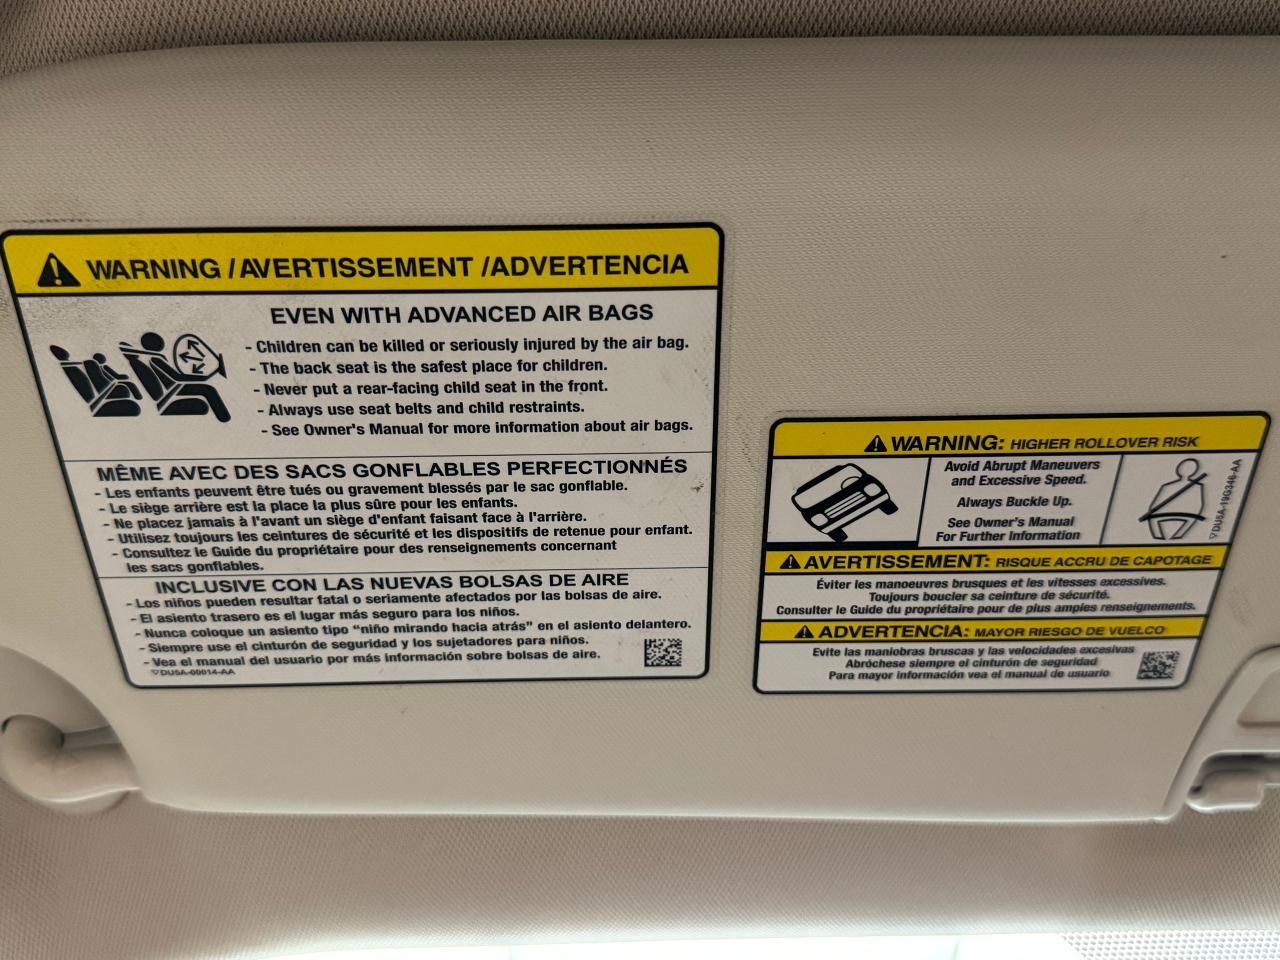 WARNING / AVERTISSEMENT / ADVERTENCIA
EVEN WITH ADVANCED AIR BAGS
- Children can be killed or seriously injured by the air bag.
- The back seat is the safest place for children.
- Never put a rear-facing child seat in the front.
- Always use seat belts and child restraints.
- See Owner's Manual for more information about air bags.
MÊME AVEC DES SACS GONFLABLES PERFECTIONNÉS
- Les enfants peuvent être tués ou gravement blessés par le sac gonflable.
- Le siège arrière est la place la plus sûre pour les enfants.
- Ne placez jamais à l'avant un siège d'enfant faisant face à l'arrière.
- Utilisez toujours les ceintures de sécurité et les dispositifs de retenue pour enfant.
- Consultez le Guide du propriétaire pour des renseignements concernant
les sacs gonflables.
INCLUSIVE CON LAS NUEVAS BOLSAS DE AIRE
- Los niños pueden resultar fatal o seriamente afectados por las bolsas de aire.
- El asiento trasero es el lugar más seguro para los niños.
- Nunca coloque un asiento tipo "niño mirando hacia atrás" en el asiento delantero.
- Siempre use el cinturón de seguridad y los sujetadores para niños.
- Vea el manual del usuario por más información sobre bolsas de aire.
DU5A-00014-AA
WARNING: HIGHER ROLLOVER RISK
Avoid Abrupt Maneuvers
and Excessive Speed.
Always Buckle Up.
See Owner's Manual
For Further Information
DU5A-19G346-AA
AVERTISSEMENT: RISQUE ACCRU DE CAPOTAGE
Éviter les manoeuvres brusques et les vitesses excessives.
Toujours boucler sa ceinture de sécurité.
Consulter le Guide du propriétaire pour de plus amples renseignements.
ADVERTENCIA: MAYOR RIESGO DE VUELCO
Evite las maniobras bruscas y las velocidades excesivas
Abróchese siempre el cinturón de seguridad
Para mayor información vea el manual de usuario